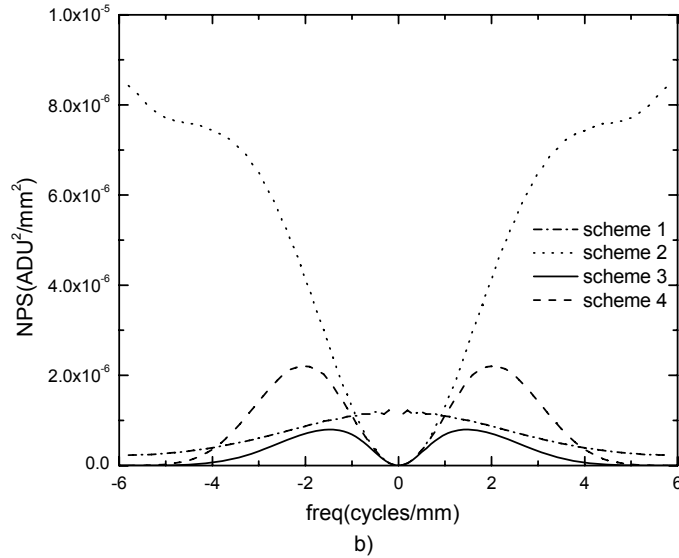 1.0x10⁻⁵
8.0x10⁻⁶
6.0x10⁻⁶
4.0x10⁻⁶
2.0x10⁻⁶
0.0
NPS(ADU²/mm²)
scheme 1
scheme 2
scheme 3
scheme 4
-6 -4 -2 0 2 4 6
freq(cycles/mm)
b)